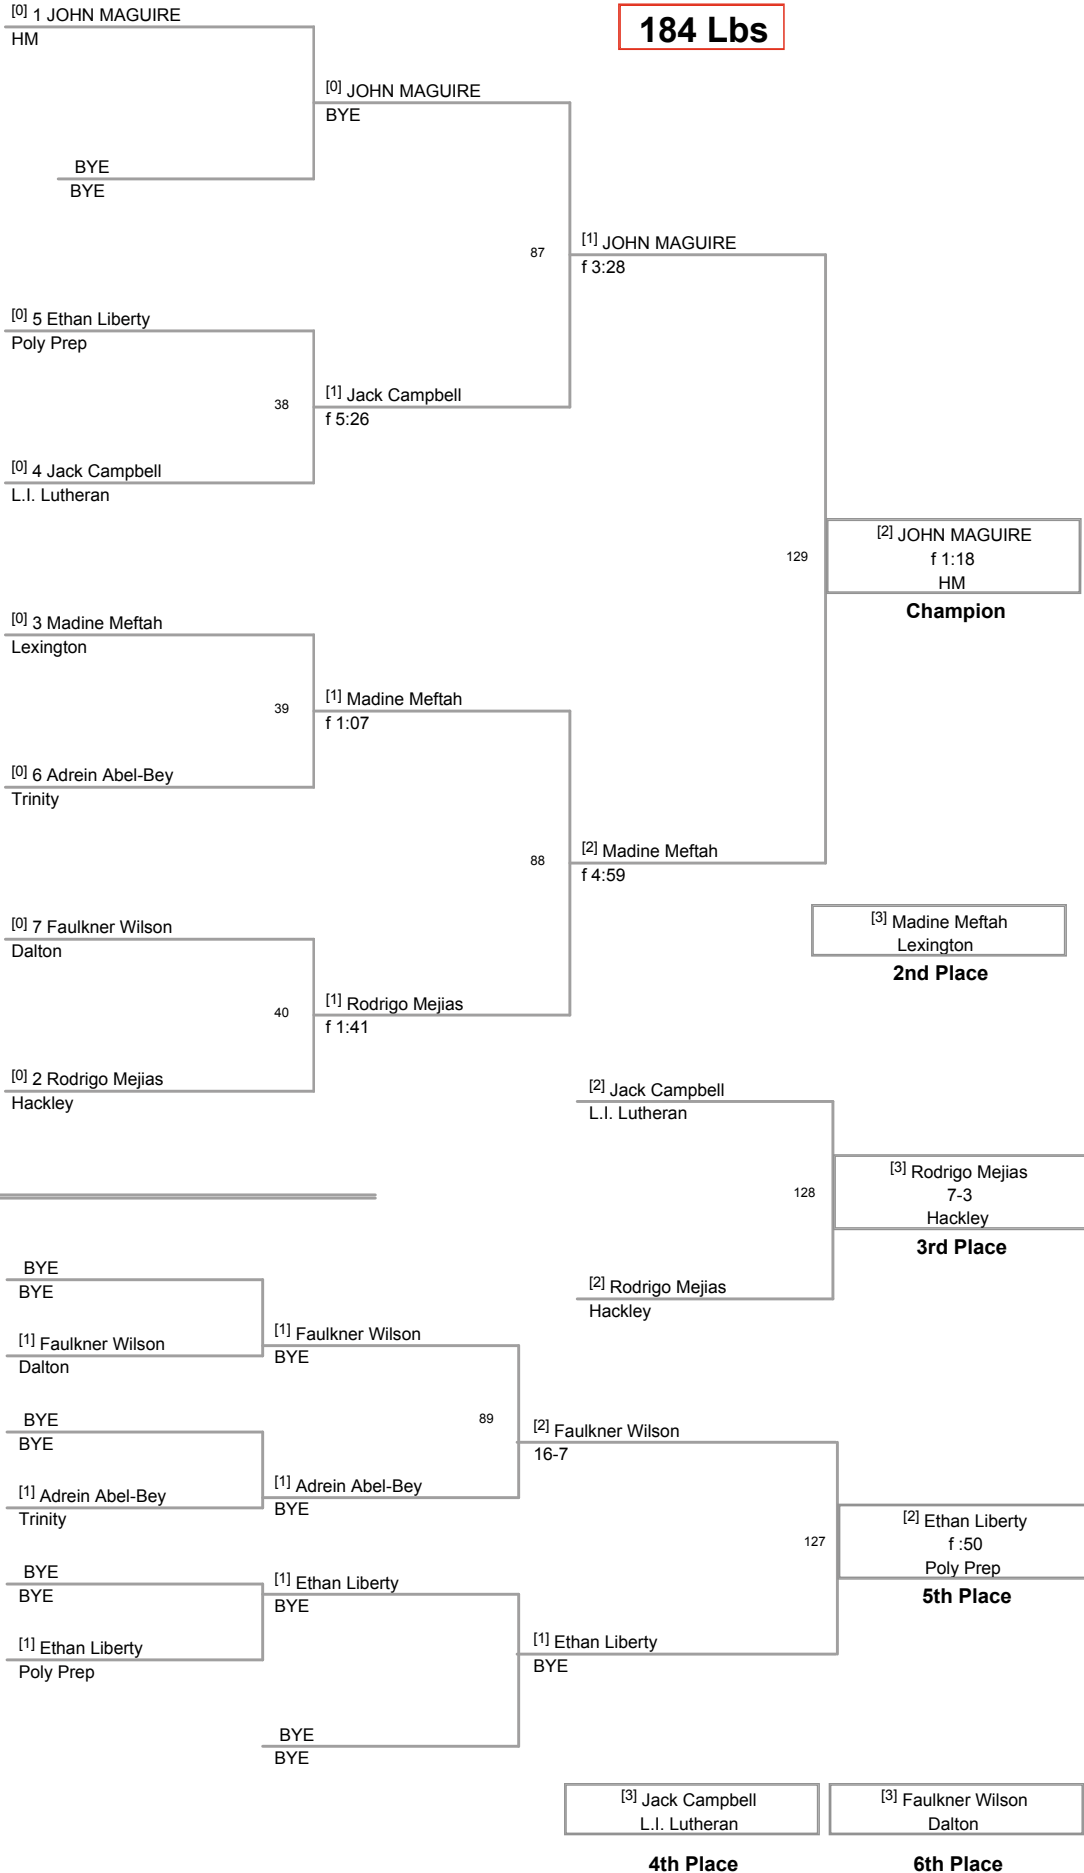 184 Lbs
[0] 1 JOHN MAGUIRE
HM
[0] JOHN MAGUIRE
BYE
BYE
BYE
87
[1] JOHN MAGUIRE
f 3:28
[0] 5 Ethan Liberty
Poly Prep
38
[1] Jack Campbell
f 5:26
[0] 4 Jack Campbell
L.I. Lutheran
129
[2] JOHN MAGUIRE
f 1:18
HM
Champion
[0] 3 Madine Meftah
Lexington
39
[1] Madine Meftah
f 1:07
[0] 6 Adrein Abel-Bey
Trinity
88
[2] Madine Meftah
f 4:59
[0] 7 Faulkner Wilson
Dalton
[3] Madine Meftah
Lexington
2nd Place
40
[1] Rodrigo Mejias
f 1:41
[0] 2 Rodrigo Mejias
Hackley
[2] Jack Campbell
L.I. Lutheran
128
[3] Rodrigo Mejias
7-3
Hackley
3rd Place
[2] Rodrigo Mejias
Hackley
BYE
BYE
[1] Faulkner Wilson
Dalton
[1] Faulkner Wilson
BYE
BYE
BYE
89
[2] Faulkner Wilson
16-7
[1] Adrein Abel-Bey
Trinity
[1] Adrein Abel-Bey
BYE
127
[2] Ethan Liberty
f :50
Poly Prep
5th Place
BYE
BYE
[1] Ethan Liberty
BYE
[1] Ethan Liberty
Poly Prep
[1] Ethan Liberty
BYE
BYE
BYE
[3] Jack Campbell
L.I. Lutheran
4th Place
[3] Faulkner Wilson
Dalton
6th Place